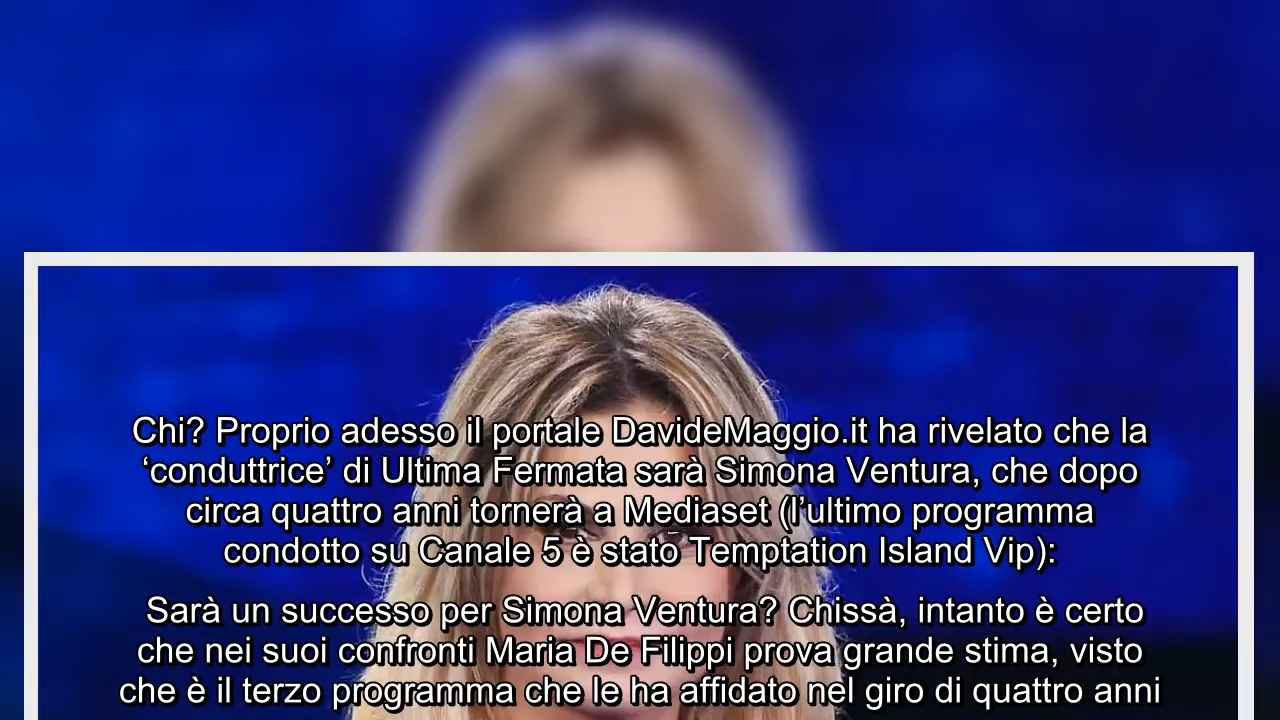 Chi? Proprio adesso il portale DavideMaggio.it ha rivelato che la
‘conduttrice’ di Ultima Fermata sarà Simona Ventura, che dopo
circa quattro anni tornerà a Mediaset (l’ultimo programma
condotto su Canale 5 è stato Temptation Island Vip):
Sarà un successo per Simona Ventura? Chissà, intanto è certo
che nei suoi confronti Maria De Filippi prova grande stima, visto
che è il terzo programma che le ha affidato nel giro di quattro anni